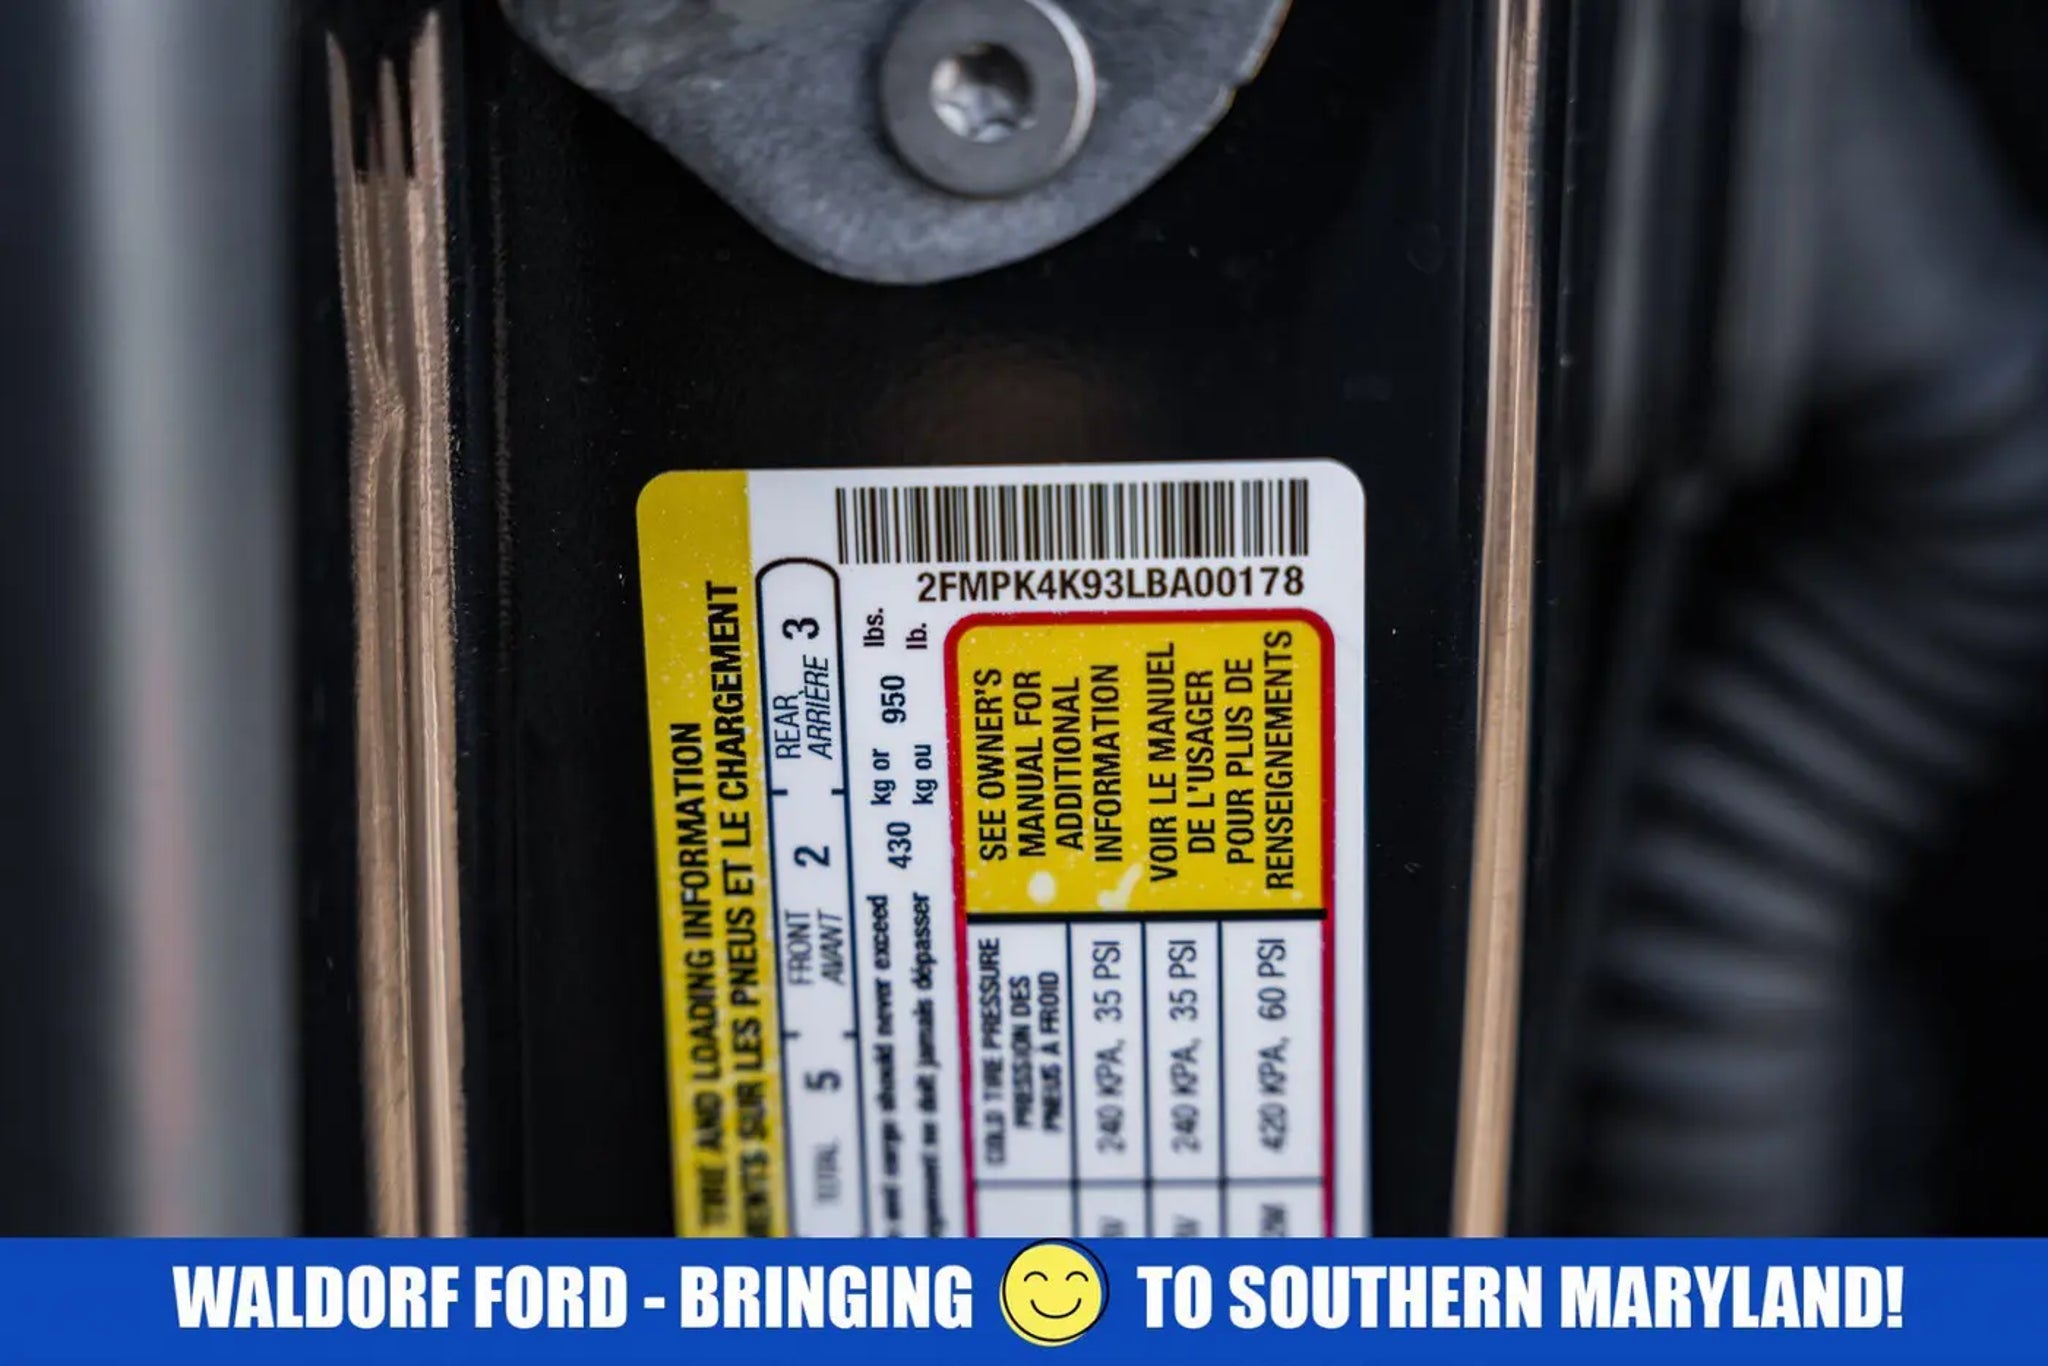 2FMPK4K93LBA00178
TIRE AND LOADING INFORMATION
SUR LES PNEUS ET LE CHARGEMENT
TOTAL 5 FRONT 2 REAR 3
AVANT ARRIÈRE
and cargo should never exceed 430 kg or 950 lbs.
doit jamais dépasser kg ou lb.
SEE OWNER'S
MANUAL FOR
ADDITIONAL
INFORMATION
VOIR LE MANUEL
DE L'USAGER
POUR PLUS DE
RENSEIGNEMENTS
COLD TIRE PRESSURE
PRESSION DES
PNEUS À FROID
240 KPA, 35 PSI
240 KPA, 35 PSI
420 KPA, 60 PSI
WALDORF FORD - BRINGING TO SOUTHERN MARYLAND!